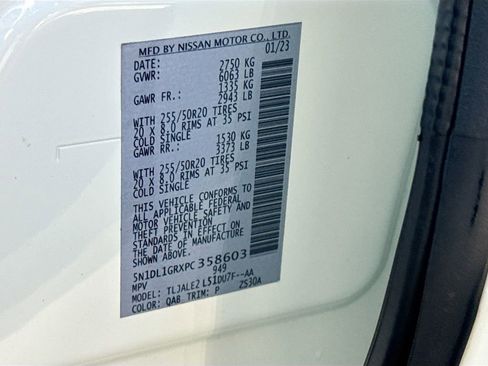 MFD BY NISSAN MOTOR CO., LTD.
DATE: 01/23
GVWR: 2750 KG
6063 LB
GAWR FR.: 1335 KG
2943 LB
WITH 255/50R20 TIRES
20 X 8.0 RIMS AT 35 PSI
COLD SINGLE
GAWR RR.: 1530 KG
3373 LB
WITH 255/50R20 TIRES
20 X 8.0 RIMS AT 35 PSI
COLD SINGLE
THIS VEHICLE CONFORMS TO
ALL APPLICABLE FEDERAL
MOTOR VEHICLE SAFETY AND
THEFT PREVENTION
STANDARDS IN EFFECT ON THE
DATE OF MANUFACTURE
5N1DL1GRXPC358603
MPV 949
MODEL: TLJALE2 L51DU7F--AA
COLOR: QAB TRIM: P ZS30A